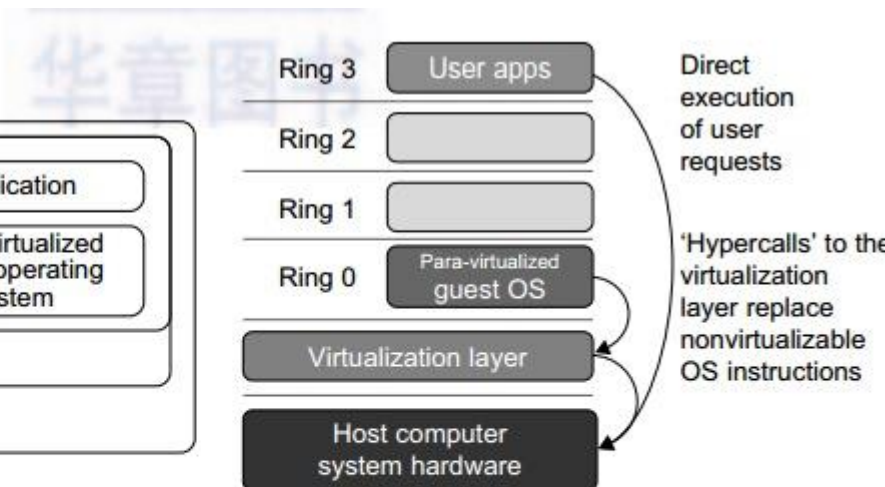 华章图书
ication
irtualized
operating
stem
Ring 3
User apps
Ring 2
Ring 1
Ring 0
Para-virtualized
guest OS
Virtualization layer
Host computer
system hardware
Direct
execution
of user
requests
‘Hypercalls’ to the
virtualization
layer replace
nonvirtualizable
OS instructions